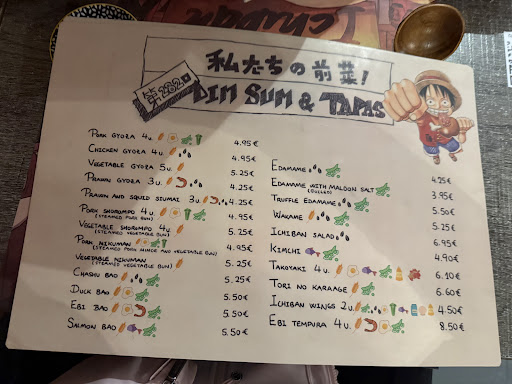 私たちの前菜!
第282話
DIM SUM & TAPAS
PORK GYOZA 4U. 4.95€
CHICKEN GYOZA 4U. 4.95€
VEGETABLE GYOZA 5U. 5.25€
PRAWN GYOZA 3U 5.25€
PRAWN AND SQUID SIUMAI 3U 4.25€
PORK SHOROMPO 4U 4.95€
(STEAMED PORK BUN)
VEGETABLE SHOROMPO 4U 5.25€
(STEAMED VEGETABLE BUN)
PORK NIKUMAN 4.95€
(STEAMED PORK MINCE AND VEGETABLE BUN)
VEGETABLE NIKUMAN 5.25€
(STEAMED VEGETABLE BUN)
CHASHU BAO
DUCK BAO 5.50€
EBI BAO 5.50€
SALMON BAO 5.50€
EDAMAME 4.25€
EDAMAME WITH MALDON SALT 3.95€
(GRILLED)
TRUFFLE EDAMAME 5.50€
WAKAME 5.25€
ICHIBAN SALAD 6.95€
KIMCHI 4.90€
TAKOYAKI 4U. 6.10€
TORI NO KARAAGE 6.60€
ICHIBAN WINGS 2U. 4.50€
EBI TEMPURA 4U. 8.50€